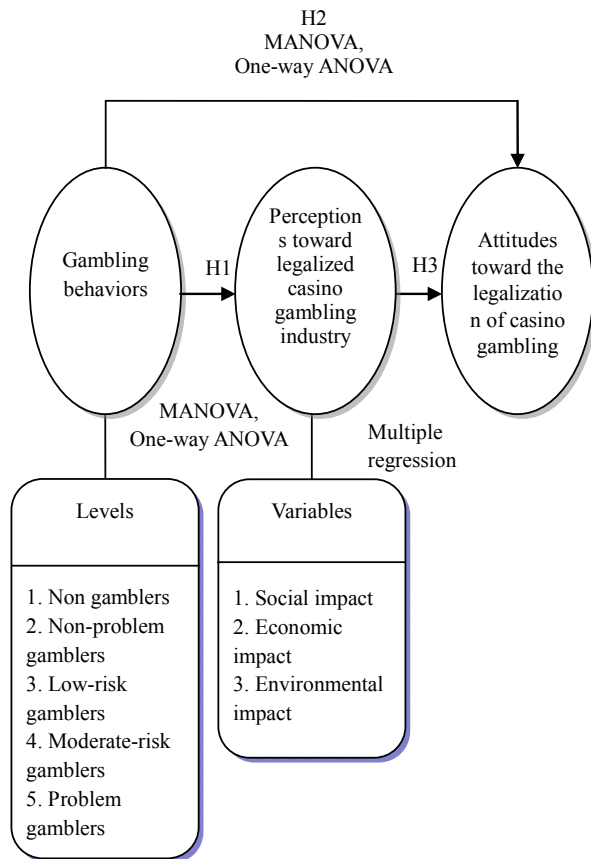 H2
MANOVA,
One-way ANOVA
Gambling
behaviors
H1
Perception
s toward
legalized
casino
gambling
industry
H3
Attitudes
toward the
legalizatio
n of casino
gambling
MANOVA,
One-way ANOVA
Multiple
regression
Levels
1. Non gamblers
2. Non-problem
gamblers
3. Low-risk
gamblers
4. Moderate-risk
gamblers
5. Problem
gamblers
Variables
1. Social impact
2. Economic
impact
3. Environmental
impact